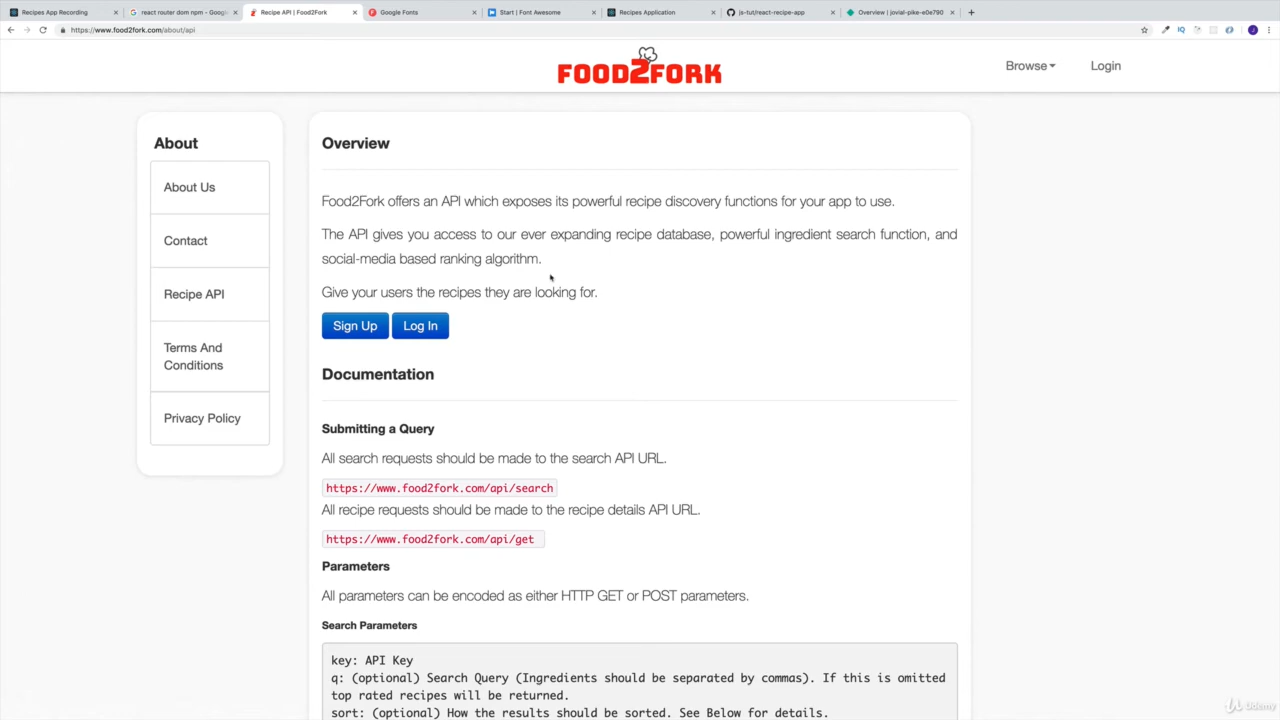 Recipes App Recording
react router dom npm - Goog
Recipe API | Food2Fork
Google Fonts
Start | Font Awesome
Recipes Application
js-tut/react-recipe-app
Overview | jovial-pike-e0e790
https://www.food2fork.com/about/api
FOOD2FORK
Browse
Login
About
About Us
Contact
Recipe API
Terms And
Conditions
Privacy Policy
Overview
Food2Fork offers an API which exposes its powerful recipe discovery functions for your app to use.
The API gives you access to our ever expanding recipe database, powerful ingredient search function, and
social-media based ranking algorithm.
Give your users the recipes they are looking for.
Sign Up
Log In
Documentation
Submitting a Query
All search requests should be made to the search API URL.
https://www.food2fork.com/api/search
All recipe requests should be made to the recipe details API URL.
https://www.food2fork.com/api/get
Parameters
All parameters can be encoded as either HTTP GET or POST parameters.
Search Parameters
key: API Key
q: (optional) Search Query (Ingredients should be separated by commas). If this is omitted
top rated recipes will be returned.
sort: (optional) How the results should be sorted. See Below for details.
Udemy